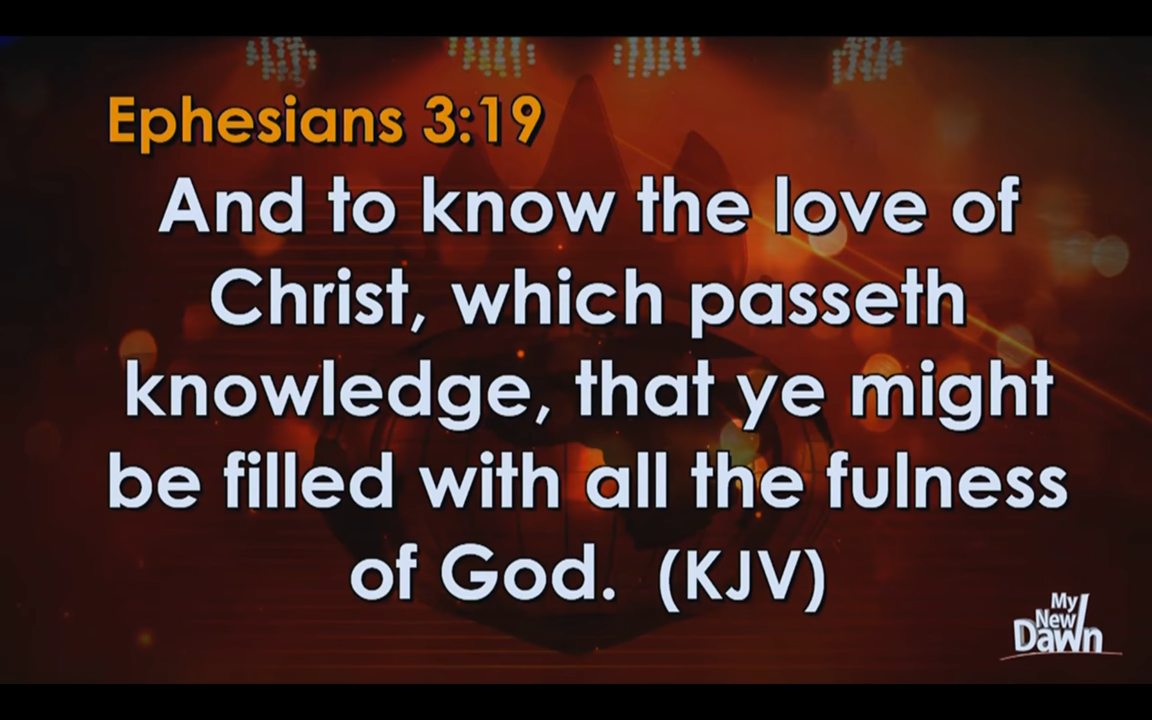 Ephesians 3:19
And to know the love of
Christ, which passeth
knowledge, that ye might
be filled with all the fulness
of God. (KJV)
My
New
Dawn